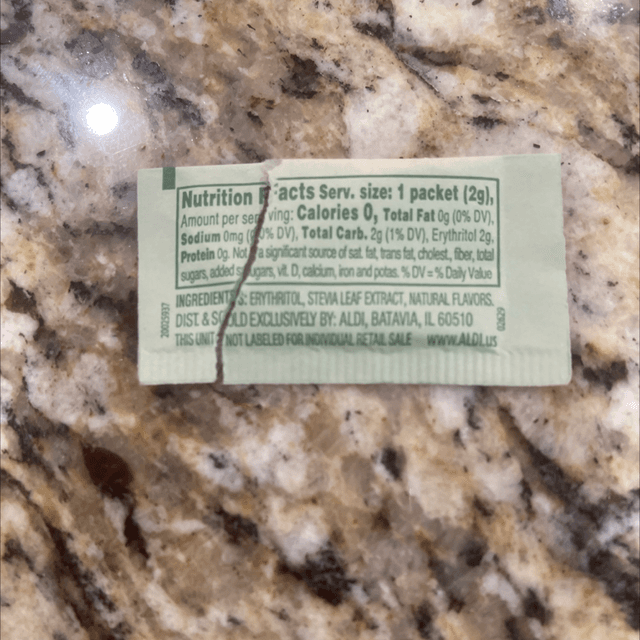 Nutrition Facts Serv. size: 1 packet (2g),
Amount per serving: Calories 0, Total Fat 0g (0% DV),
Sodium 0mg (0% DV), Total Carb. 2g (1% DV), Erythritol 2g,
Protein 0g. Not a significant source of sat. fat, trans fat, cholest., fiber, total
sugars, added sugars, vit. D, calcium, iron and potas. % DV = % Daily Value
INGREDIENTS: ERYTHRITOL, STEVIA LEAF EXTRACT, NATURAL FLAVORS.
DIST & SOLD EXCLUSIVELY BY: ALDI, BATAVIA, IL 60510
THIS UNIT NOT LABELED FOR INDIVIDUAL RETAIL SALE WWW.ALDI.us